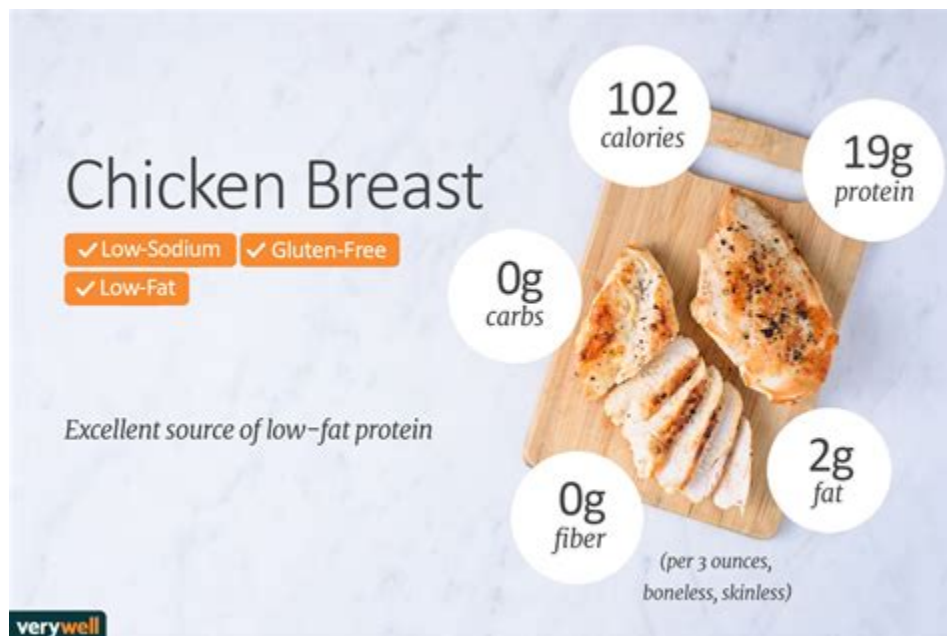 Chicken Breast
✓ Low-Sodium ✓ Gluten-Free
✓ Low-Fat
Excellent source of low-fat protein
102
calories
19g
protein
0g
carbs
2g
fat
0g
fiber
(per 3 ounces,
boneless, skinless)
verywell